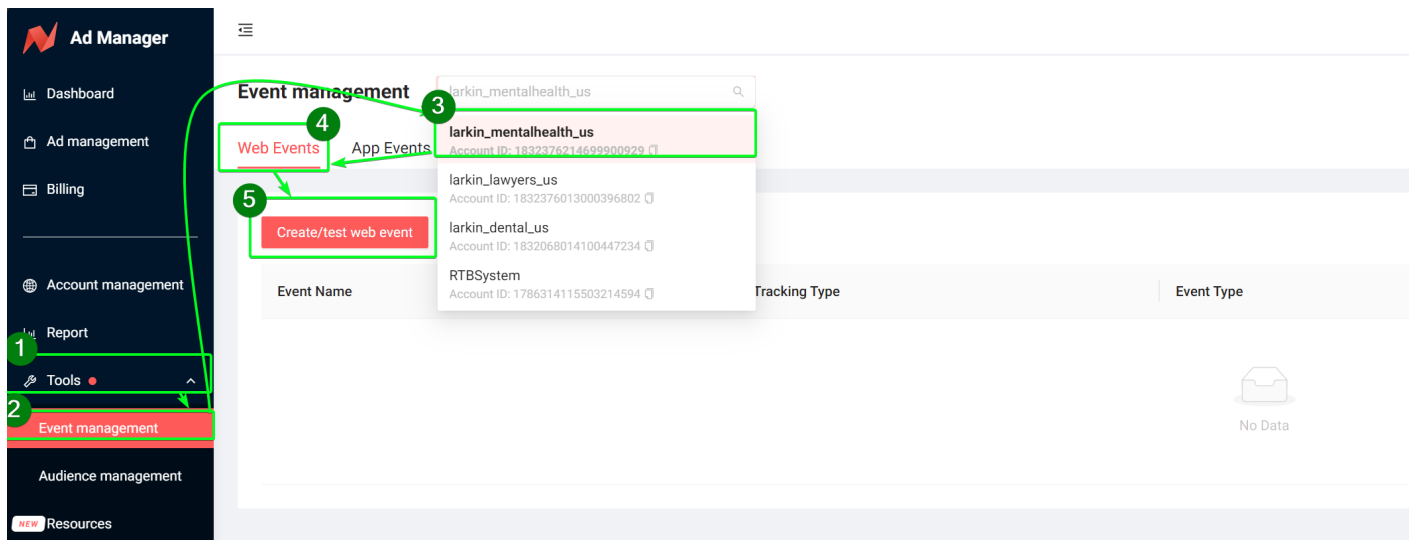 Ad Manager
Dashboard
Ad management
Billing
Account management
Report
1
Tools
2
Event management
Audience management
NEW Resources
Event management
larkin_mentalhealth_us
3
4
Web Events
App Events
larkin_mentalhealth_us
Account ID: 1832376214699900929
larkin_lawyers_us
Account ID: 1832376013000396802
larkin_dental_us
Account ID: 1832068014100447234
RTBSystem
Account ID: 1786314115503214594
5
Create/test web event
Event Name
Tracking Type
Event Type
No Data